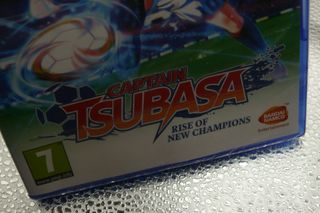 CAPTAIN
TSUBASA
RISE OF
NEW CHAMPIONS
BANDAI
NAMCO
Entertainment
7